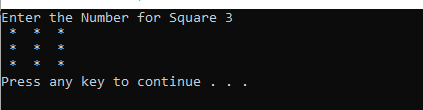 Enter the Number for Square 3
 *  *  *
 *  *  *
 *  *  *
Press any key to continue . . .